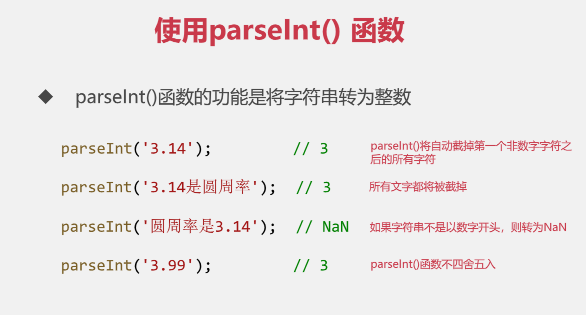 使用parseInt() 函数
◆ parseInt()函数的功能是将字符串转为整数
parseInt('3.14'); // 3 parseInt()将自动截掉第一个非数字字符之
后的所有字符
parseInt('3.14是圆周率'); // 3 所有文字都将被截掉
parseInt('圆周率是3.14'); // NaN 如果字符串不是以数字开头，则转为NaN
parseInt('3.99'); // 3 parseInt()函数不四舍五入